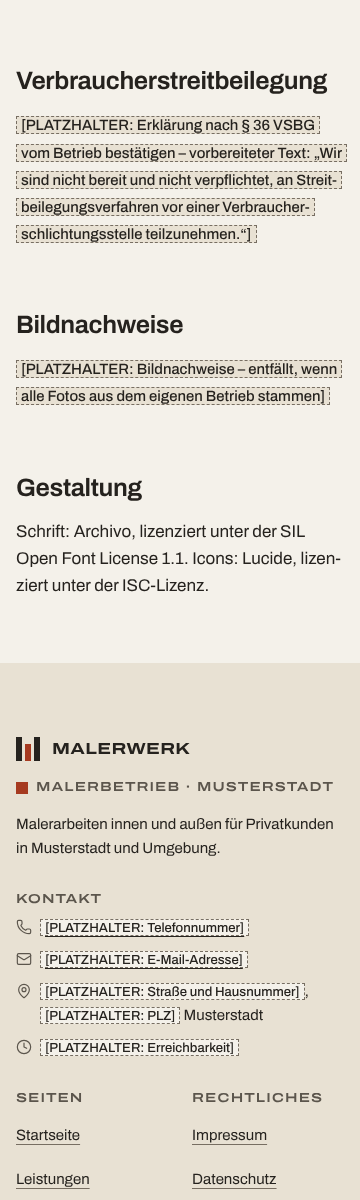 Verbraucherstreitbeilegung
[PLATZHALTER: Erklärung nach § 36 VSBG
vom Betrieb bestätigen – vorbereiteter Text: „Wir
sind nicht bereit und nicht verpflichtet, an Streit-
beilegungsverfahren vor einer Verbraucher-
schlichtungsstelle teilzunehmen.“]
Bildnachweise
[PLATZHALTER: Bildnachweise – entfällt, wenn
alle Fotos aus dem eigenen Betrieb stammen]
Gestaltung
Schrift: Archivo, lizenziert unter der SIL
Open Font License 1.1. Icons: Lucide, lizen-
ziert unter der ISC-Lizenz.
MALERWERK
MALERBETRIEB · MUSTERSTADT
Malerarbeiten innen und außen für Privatkunden
in Musterstadt und Umgebung.
KONTAKT
[PLATZHALTER: Telefonnummer]
[PLATZHALTER: E-Mail-Adresse]
[PLATZHALTER: Straße und Hausnummer],
[PLATZHALTER: PLZ] Musterstadt
[PLATZHALTER: Erreichbarkeit]
SEITEN
Startseite
Leistungen
RECHTLICHES
Impressum
Datenschutz